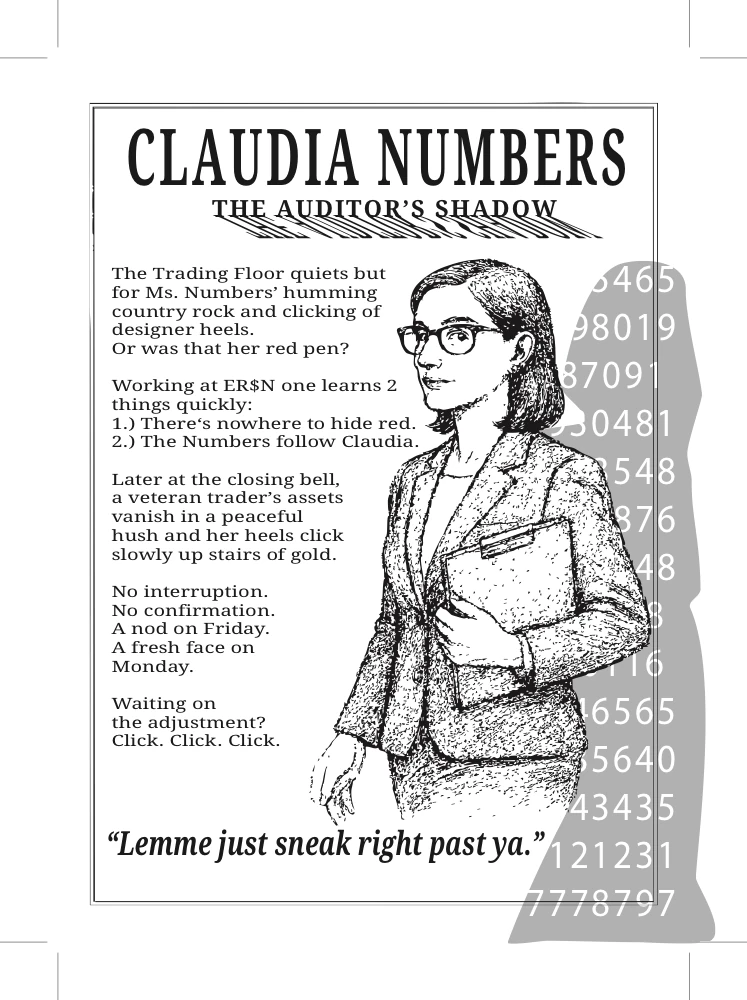 CLAUDIA NUMBERS
THE AUDITOR’S SHADOW
The Trading Floor quiets but
for Ms. Numbers’ humming
country rock and clicking of
designer heels.
Or was that her red pen?
Working at ER$N one learns 2
things quickly:
1.) There‘s nowhere to hide red.
2.) The Numbers follow Claudia.
Later at the closing bell,
a veteran trader’s assets
vanish in a peaceful
hush and her heels click
slowly up stairs of gold.
No interruption.
No confirmation.
A nod on Friday.
A fresh face on
Monday.
Waiting on
the adjustment?
Click. Click. Click.
“Lemme just sneak right past ya.”
5465
98019
87091
30481
548
876
48
116
6565
5640
43435
121231
7778797